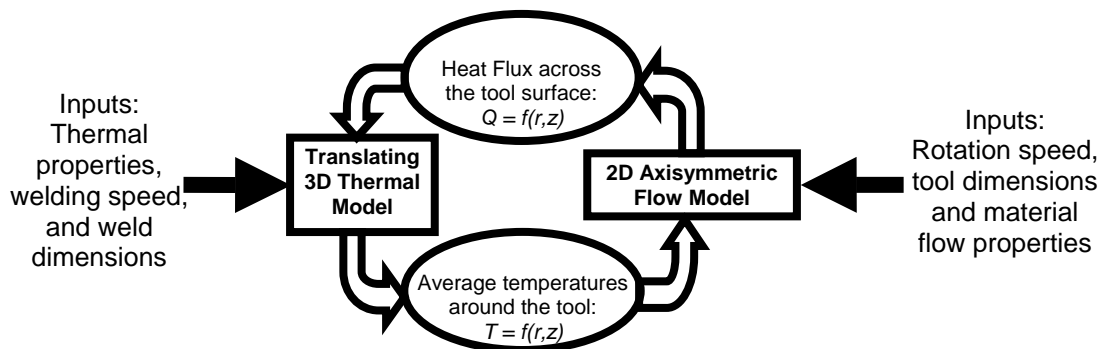 Inputs:
Thermal
properties,
welding speed,
and weld
dimensions
Heat Flux across
the tool surface:
Q = f(r,z)
Translating
3D Thermal
Model
2D Axisymmetric
Flow Model
Average temperatures
around the tool:
T = f(r,z)
Inputs:
Rotation speed,
tool dimensions
and material
flow properties